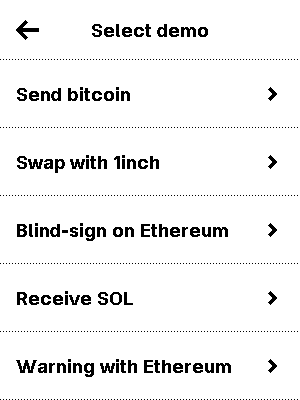 Select demo
Send bitcoin
Swap with 1inch
Blind-sign on Ethereum
Receive SOL
Warning with Ethereum